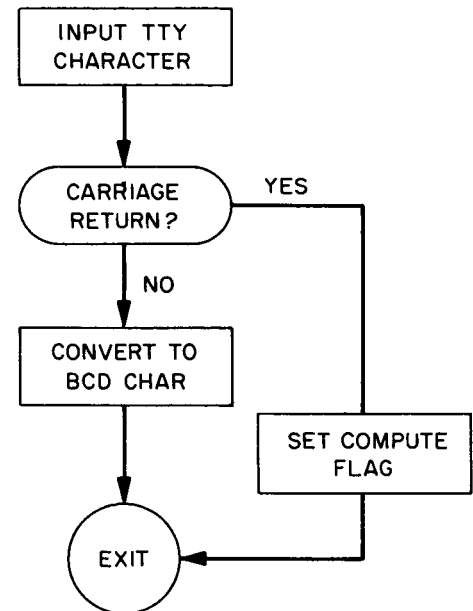 INPUT TTY
CHARACTER
CARRIAGE
RETURN?
YES
NO
CONVERT TO
BCD CHAR
SET COMPUTE
FLAG
EXIT